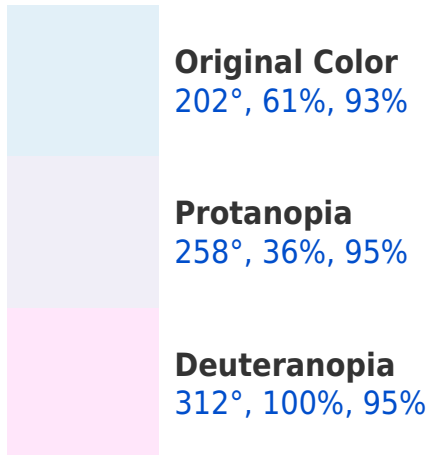 Original Color
202°, 61%, 93%
Protanopia
258°, 36%, 95%
Deuteranopia
312°, 100%, 95%